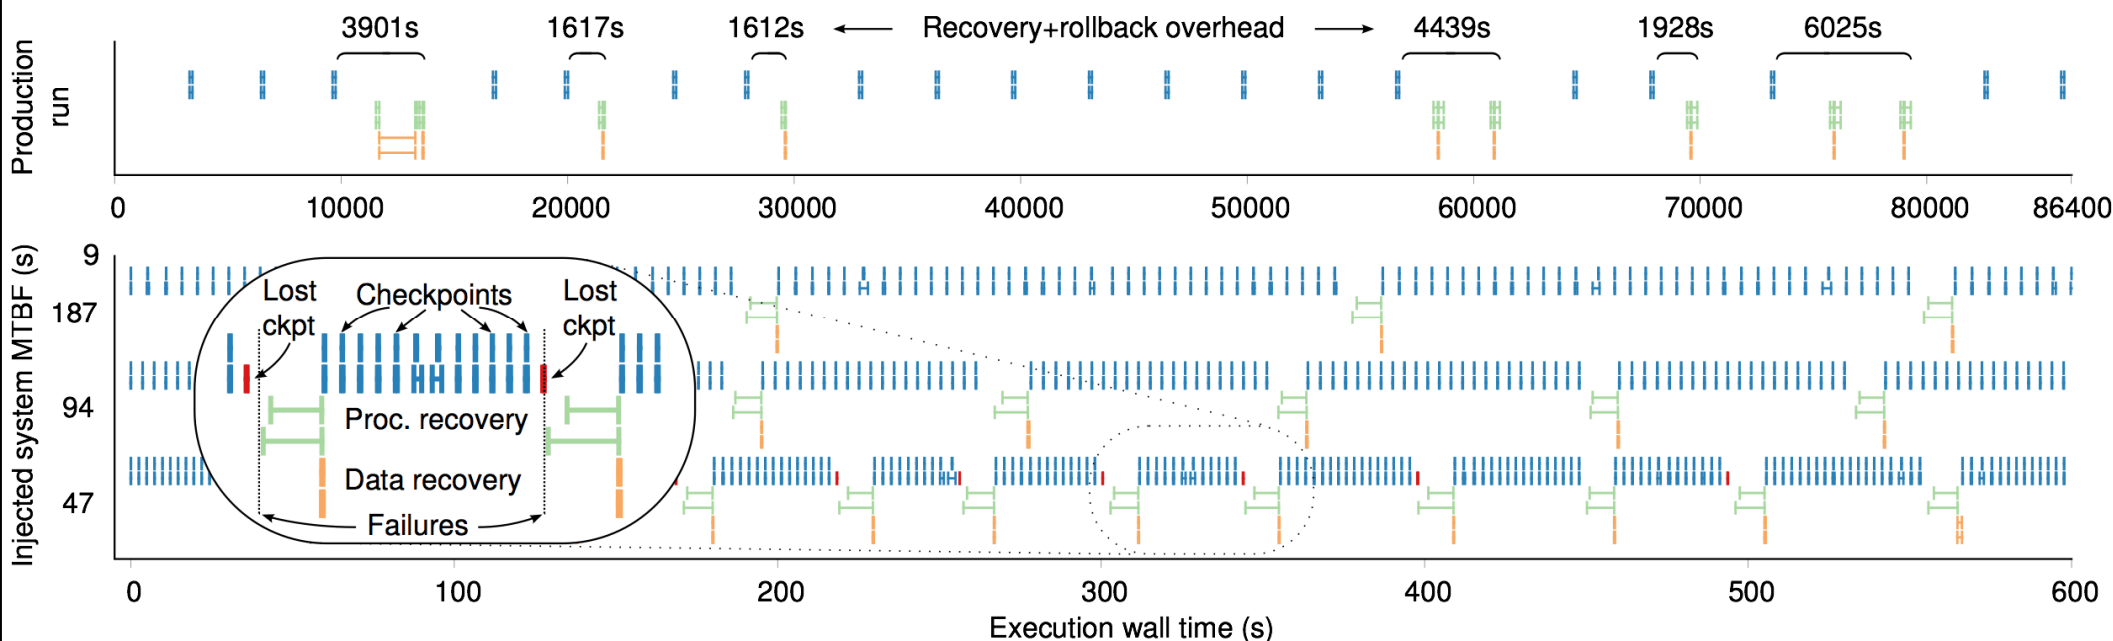 3901s 1617s 1612s Recovery+rollback overhead 4439s 1928s 6025s
Production
run
0 10000 20000 30000 40000 50000 60000 70000 80000 86400
Injected system MTBF (s)
9
187
94
47
Lost
ckpt
Checkpoints
Lost
ckpt
Proc. recovery
Data recovery
Failures
0 100 200 300 400 500 600
Execution wall time (s)